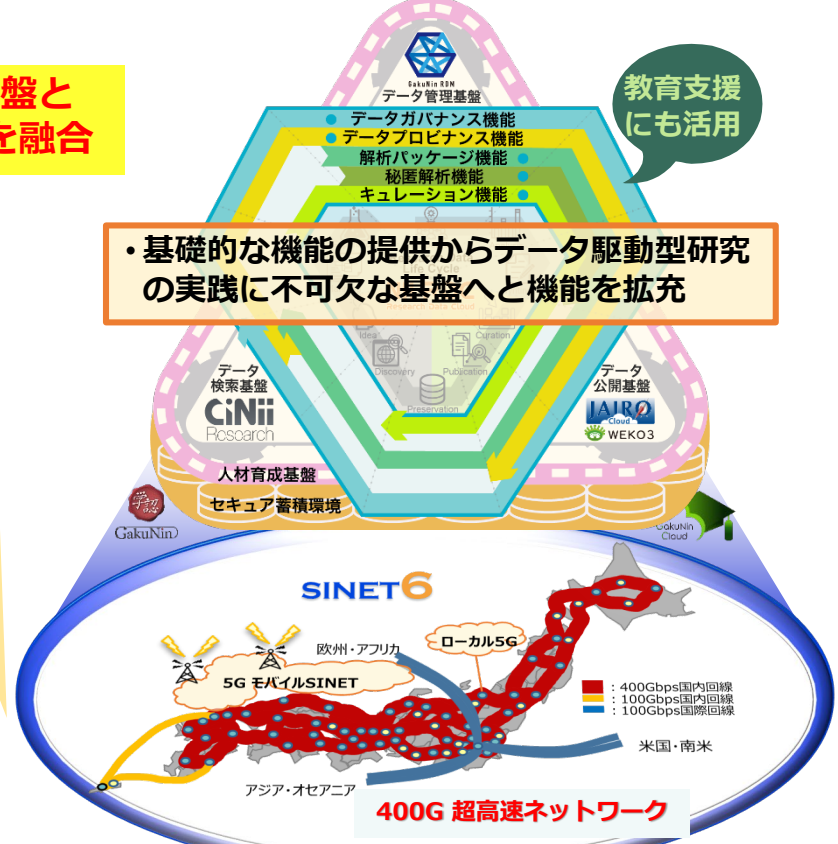 盤と
を融合
GakuNin RDM
データ管理基盤
教育支援
にも活用
データガバナンス機能
データプロビナンス機能
解析パッケージ機能
秘匿解析機能
キュレーション機能
・基礎的な機能の提供からデータ駆動型研究
の実践に不可欠な基盤へと機能を拡充
Life Cycle
Idea
Curation
Discovery
Publication
Preservation
データ
検索基盤
CiNii
Research
データ
公開基盤
JAIRO
Cloud
WEKO3
人材育成基盤
セキュア蓄積環境
学認
GakuNin
GakuNin
Cloud
SINET6
欧州・アフリカ
ローカル5G
5G モバイルSINET
：400Gbps国内回線
：100Gbps国内回線
：100Gbps国際回線
米国・南米
アジア・オセアニア
400G 超高速ネットワーク